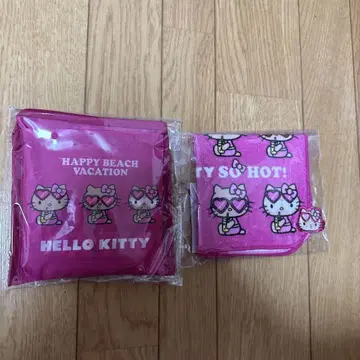 HAPPY BEACH
VACATION
HELLO KITTY
TY SO HOT!